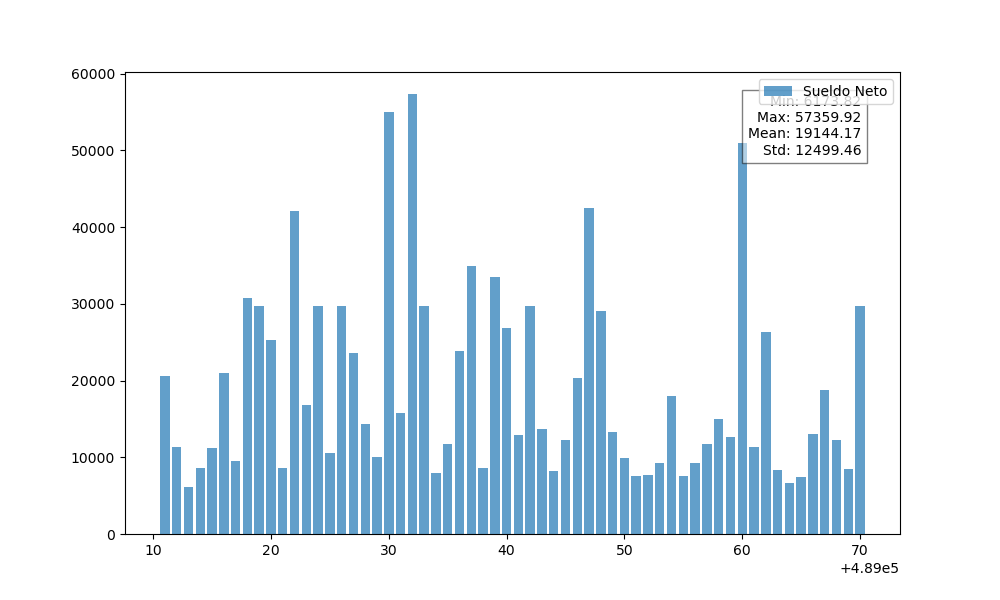 60000
50000
40000
30000
20000
10000
0
Sueldo Neto
Min: 6173.82
Max: 57359.92
Mean: 19144.17
Std: 12499.46
10 20 30 40 50 60 70
+4.89e5